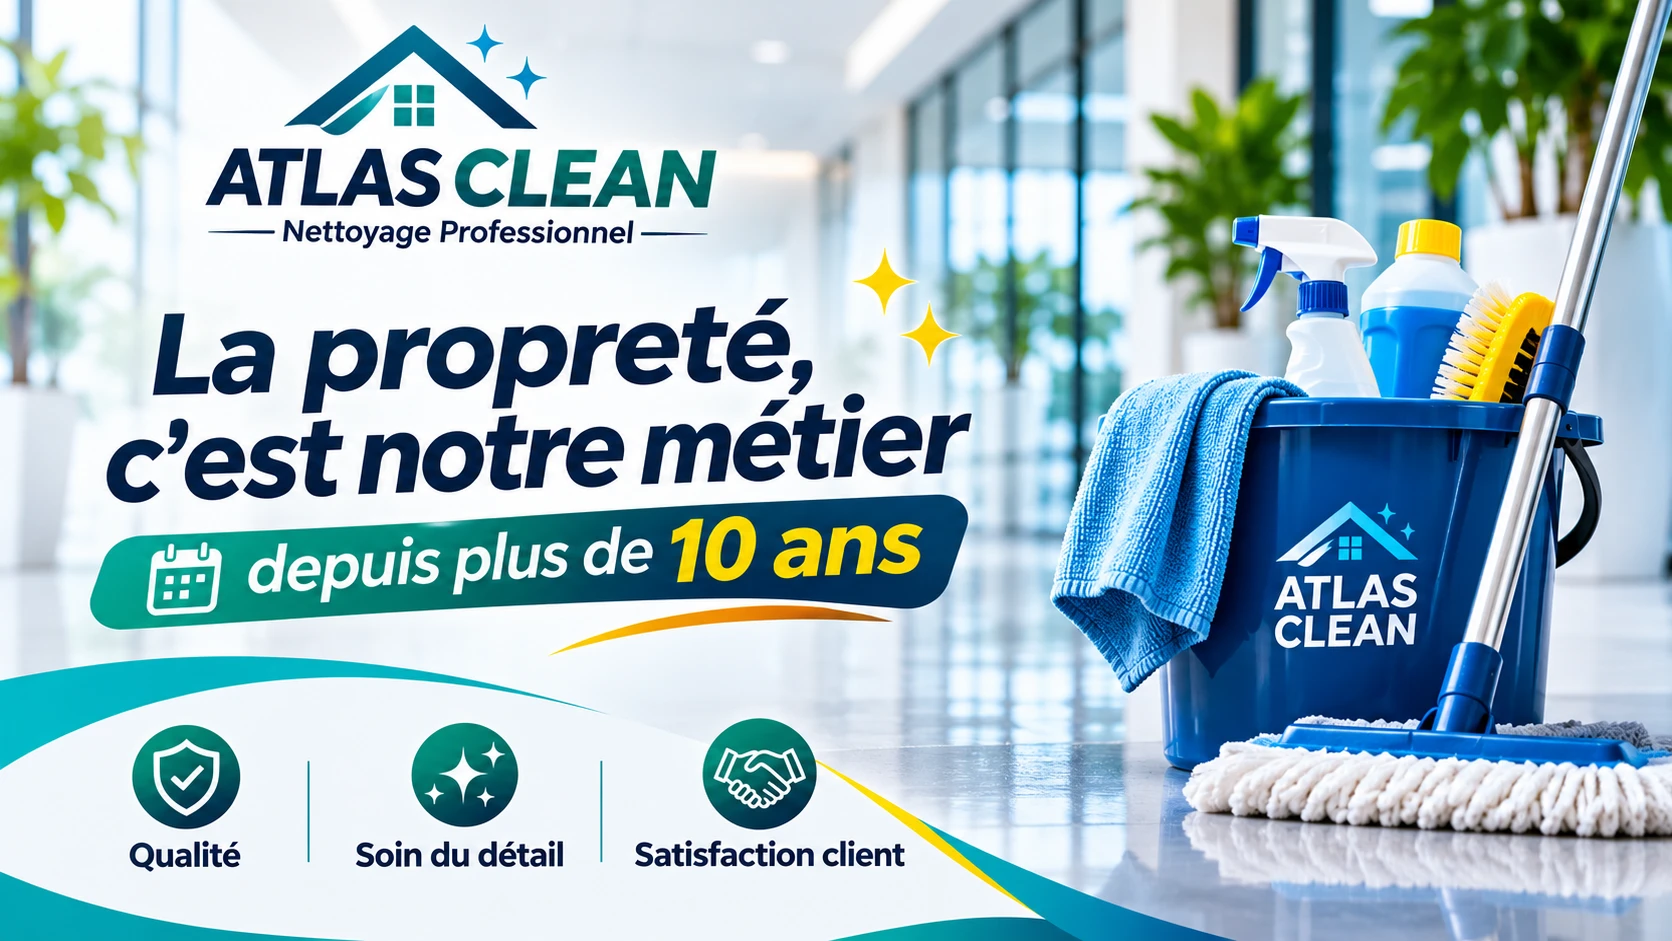 ATLAS CLEAN
Nettoyage Professionnel
La propreté,
c'est notre métier
depuis plus de 10 ans
Qualité
Soin du détail
Satisfaction client
ATLAS
CLEAN